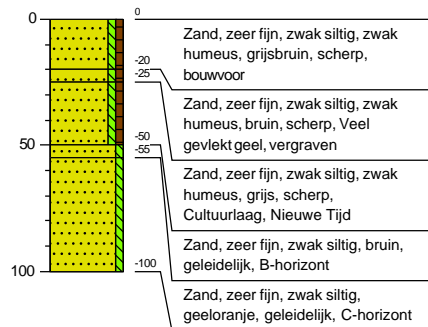 0
0
Zand, zeer fijn, zwak siltig, zwak
humeus, grijsbruin, scherp,
bouwvoor
-20
-25
Zand, zeer fijn, zwak siltig, zwak
humeus, bruin, scherp, Veel
gevlekt geel, vergraven
50
-50
-55
Zand, zeer fijn, zwak siltig, zwak
humeus, grijs, scherp,
Cultuurlaag, Nieuwe Tijd
Zand, zeer fijn, zwak siltig, bruin,
geleidelijk, B-horizont
100
-100
Zand, zeer fijn, zwak siltig,
geeloranje, geleidelijk, C-horizont